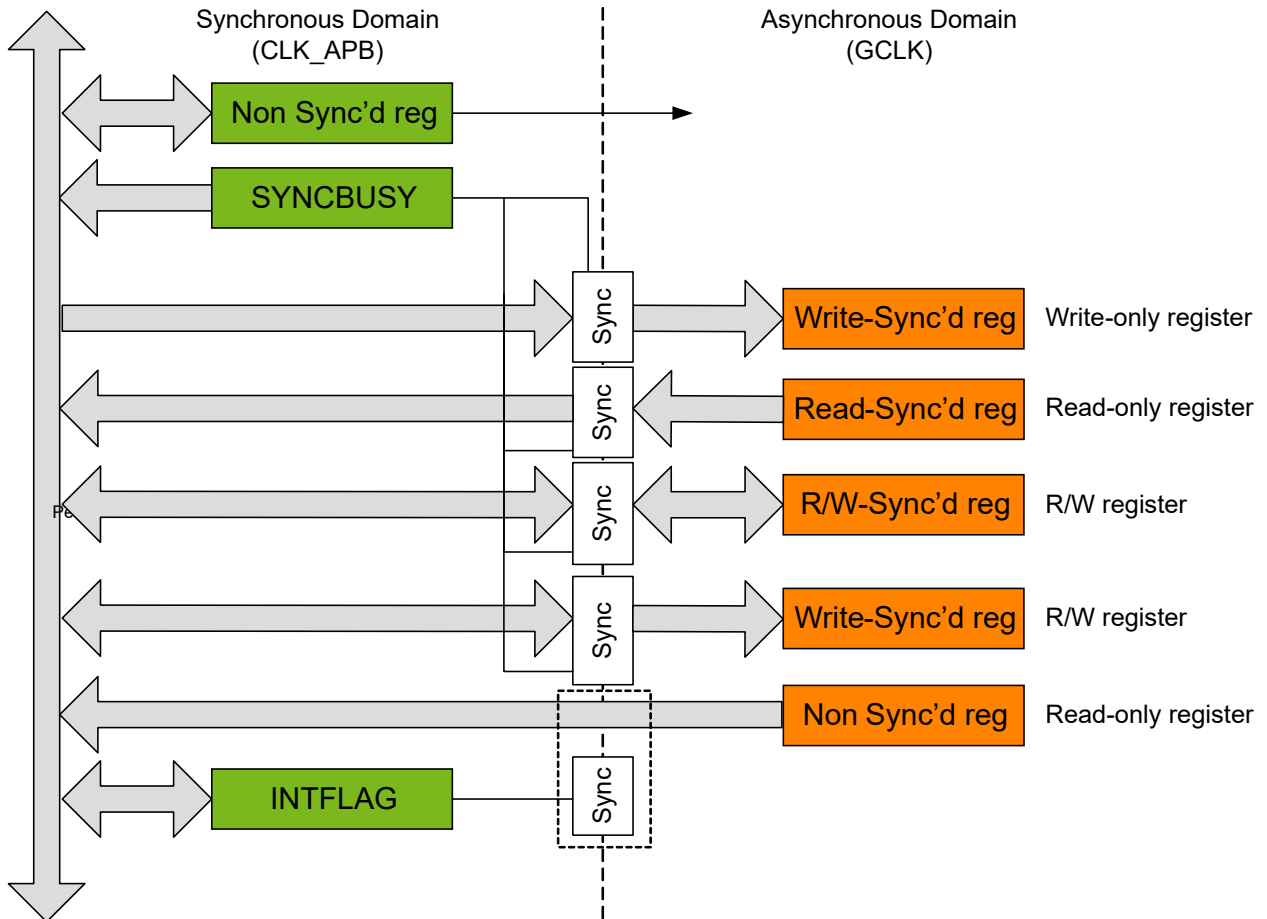 Synchronous Domain
(CLK_APB)
Asynchronous Domain
(GCLK)
Non Sync'd reg
SYNCBUSY
Sync
Write-Sync'd reg
Write-only register
Sync
Read-Sync'd reg
Read-only register
Sync
R/W-Sync'd reg
R/W register
Sync
Write-Sync'd reg
R/W register
Non Sync'd reg
Read-only register
INTFLAG
Sync